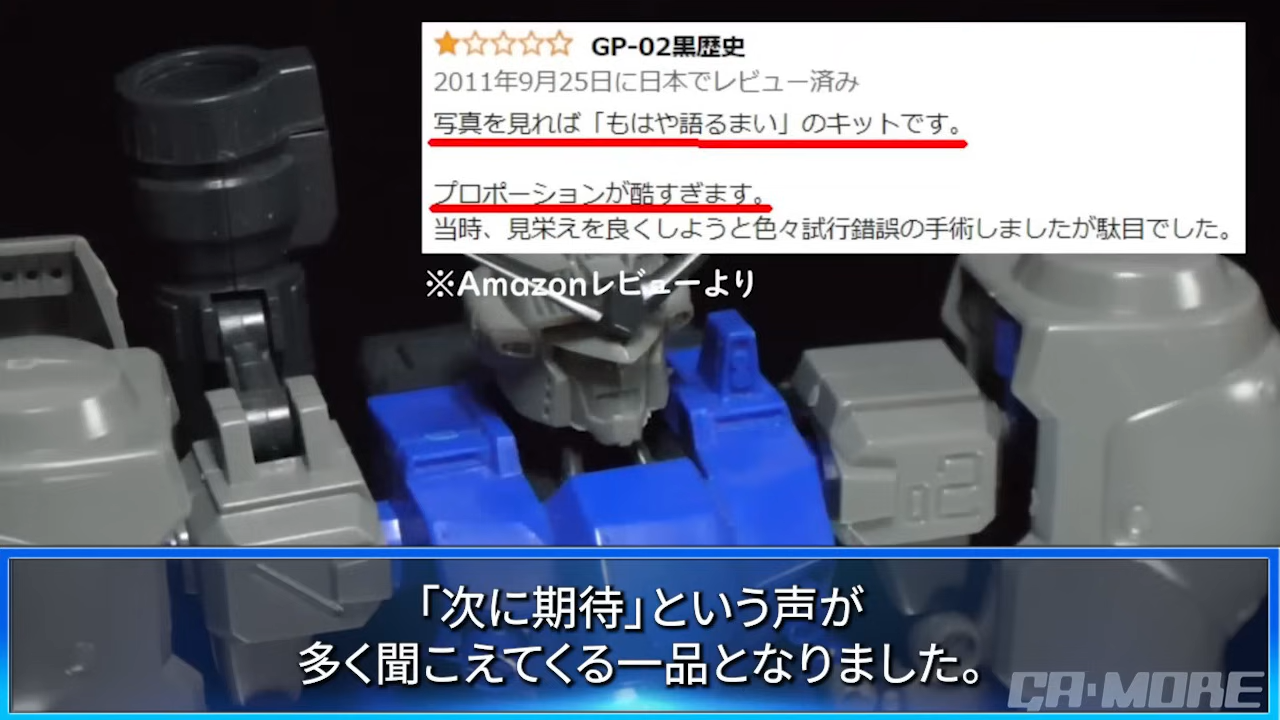 GP-02黒歴史
2011年9月25日に日本でレビュー済み
写真を見れば「もはや語るまい」のキットです。
プロポーションが酷すぎます。
当時、見栄えを良くしようと色々試行錯誤の手術しましたが駄目でした。
※Amazonレビューより
02
「次に期待」という声が
多く聞こえてくる一品となりました。
GA·MORE